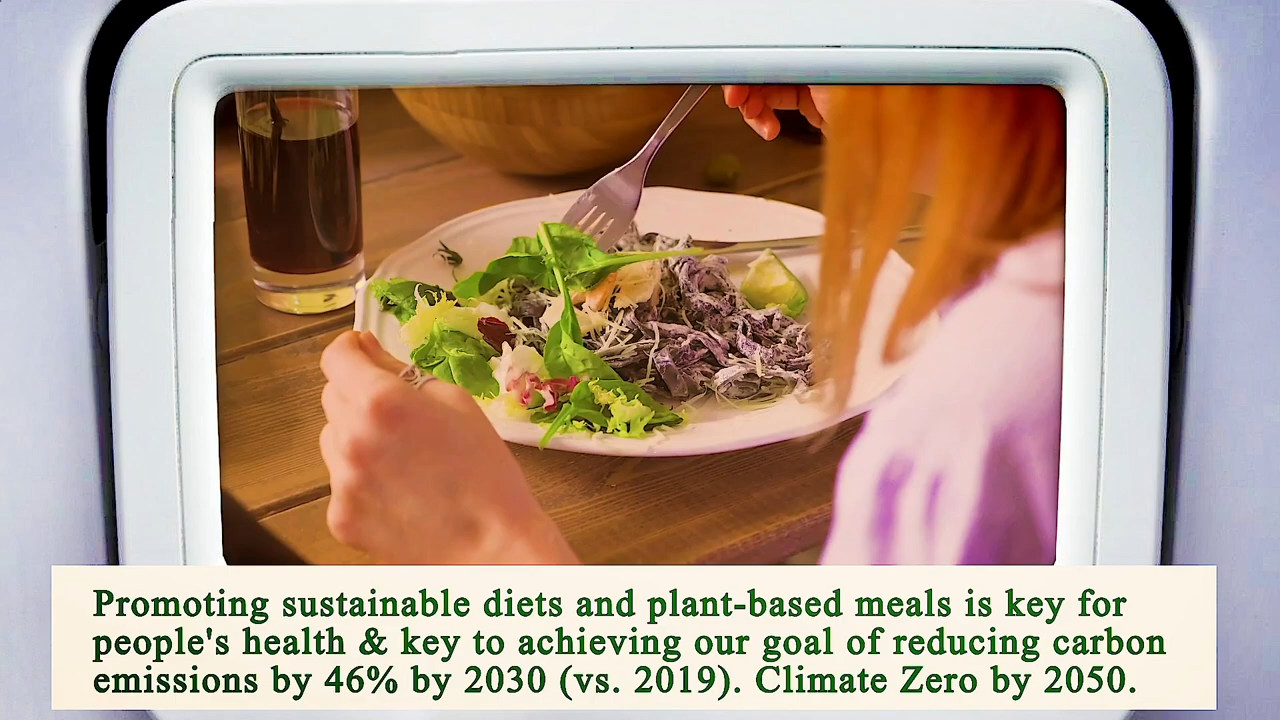 Promoting sustainable diets and plant-based meals is key for
people's health & key to achieving our goal of reducing carbon
emissions by 46% by 2030 (vs. 2019). Climate Zero by 2050.